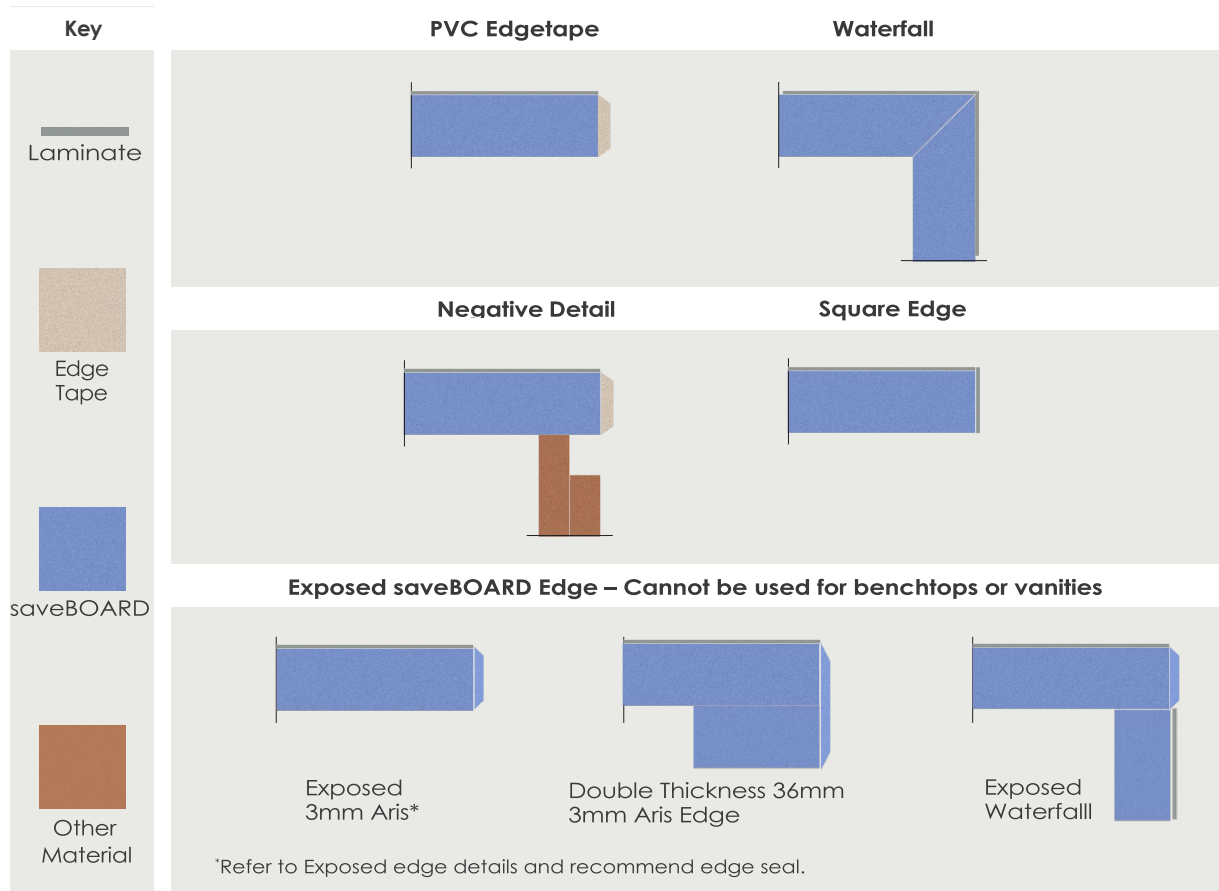 Key
PVC Edgetape
Waterfall
Laminate
Edge
Tape
saveBOARD
Other
Material
Negative Detail
Square Edge
Exposed saveBOARD Edge – Cannot be used for benchtops or vanities
Exposed
3mm Aris*
Double Thickness 36mm
3mm Aris Edge
Exposed
Waterfalll
*Refer to Exposed edge details and recommend edge seal.